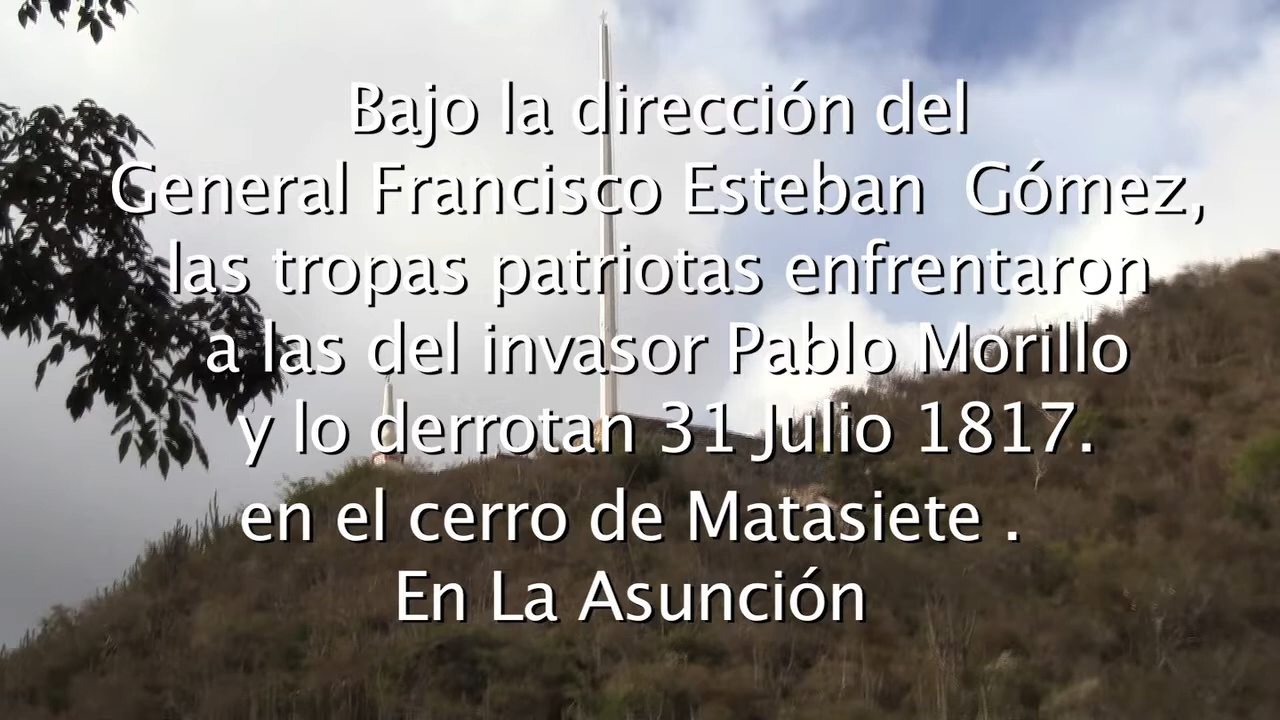 Bajo la dirección del
General Francisco Esteban  Gómez,
las tropas patriotas enfrentaron
a las del invasor Pablo Morillo
y lo derrotan 31 Julio 1817.
en el cerro de Matasiete .
En La Asunción